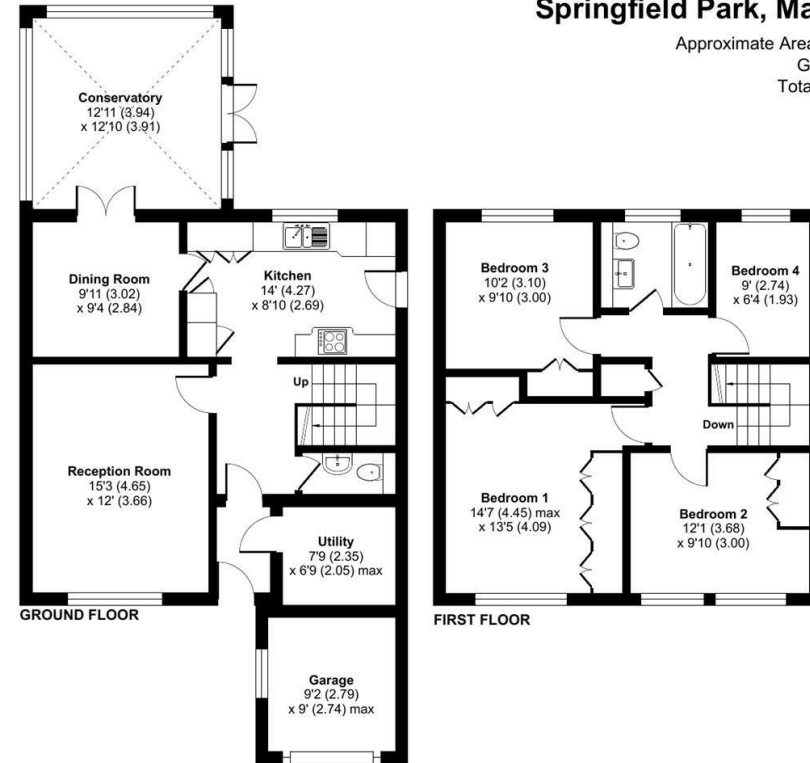 Springfield Park, Ma
Approximate Area
G
Tota
Conservatory
12'11 (3.94)
x 12'10 (3.91)
Dining Room
9'11 (3.02)
x 9'4 (2.84)
Kitchen
14' (4.27)
x 8'10 (2.69)
Up
Reception Room
15'3 (4.65)
x 12' (3.66)
Utility
7'9 (2.35)
x 6'9 (2.05) max
GROUND FLOOR
Garage
9'2 (2.79)
x 9' (2.74) max
Bedroom 3
10'2 (3.10)
x 9'10 (3.00)
Bedroom 4
9' (2.74)
x 6'4 (1.93)
Down
Bedroom 1
14'7 (4.45) max
x 13'5 (4.09)
Bedroom 2
12'1 (3.68)
x 9'10 (3.00)
FIRST FLOOR